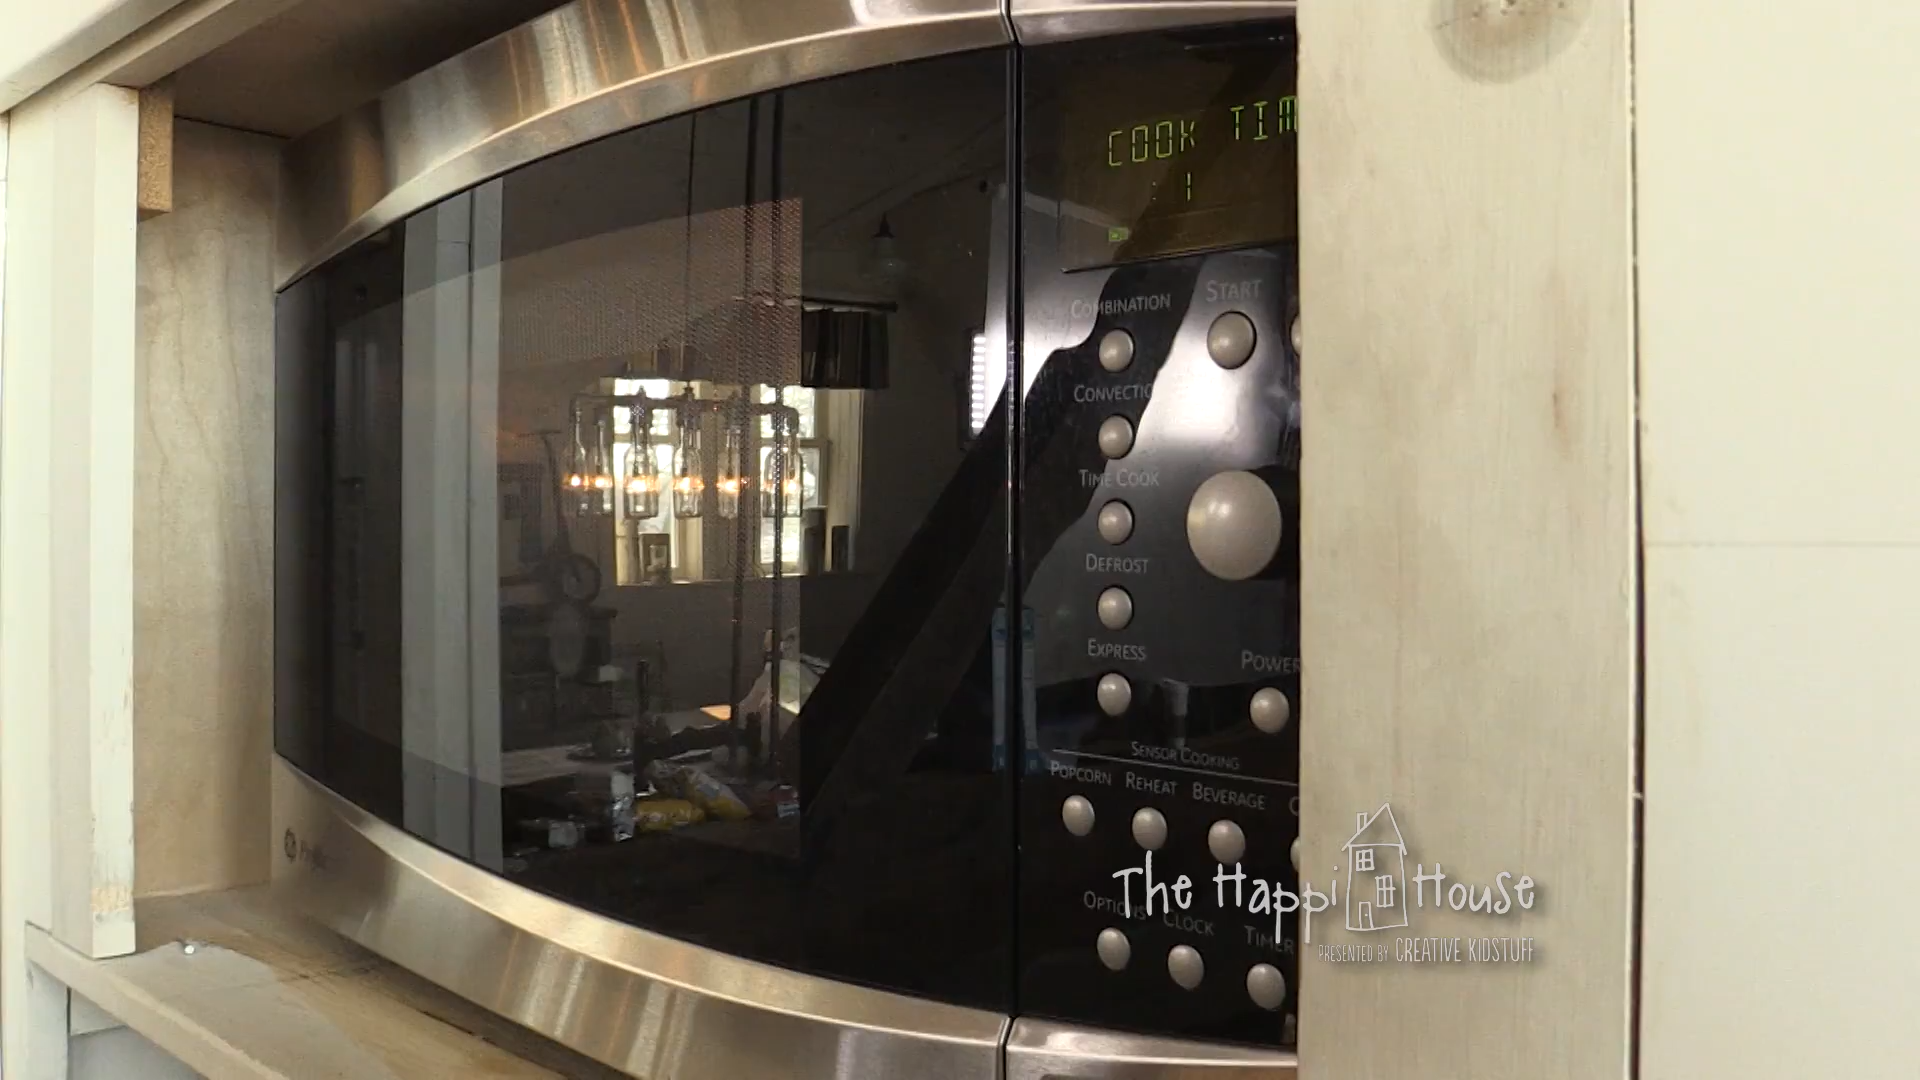 COOK TIM
: 1
START
COMBINATION
CONVECTIO
TIME COOK
DEFROST
EXPRESS
POWER
SENSOR COOKING
POPCORN REHEAT BEVERAGE
OPTIONS CLOCK TIMER
The Happi House
PRESENTED BY CREATIVE KIDSTUFF